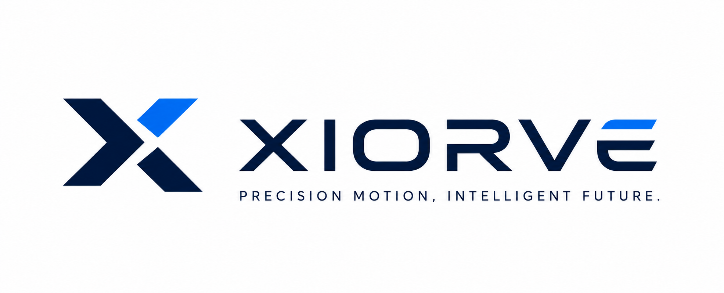 XIORVE
PRECISION MOTION, INTELLIGENT FUTURE.